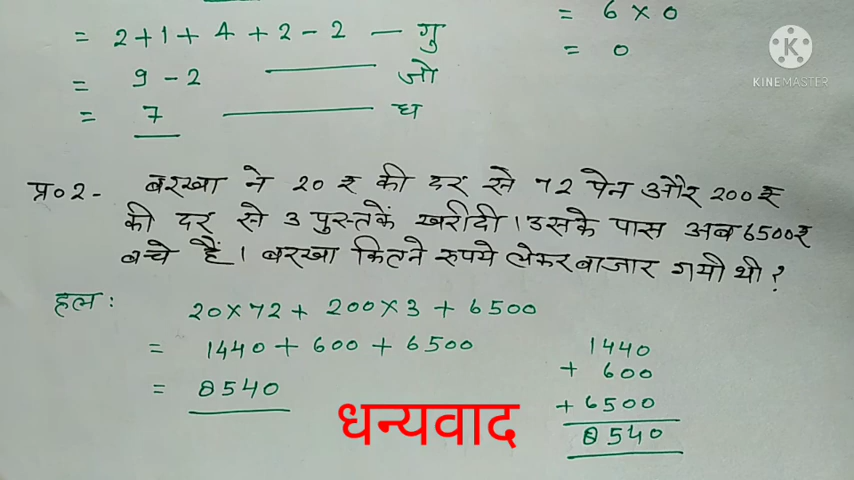 = 2+1+4+2-2 — गु
= 9-2 — जो
= 7 — घ
= 6×0
= 0
KINEMASTER
प्र०2- बरखा ने 20₹ की दर से 72 पेन और 200₹
की दर से 3 पुस्तकें खरीदी।उसके पास अब 6500₹
बच्चे हैं। बरखा कितने रुपये लेकर बाजार गयी थी?
हल:
20×72 + 200×3 + 6500
= 1440 + 600 + 6500
= 8540
1440
+ 600
+6500
8540
धन्यवाद